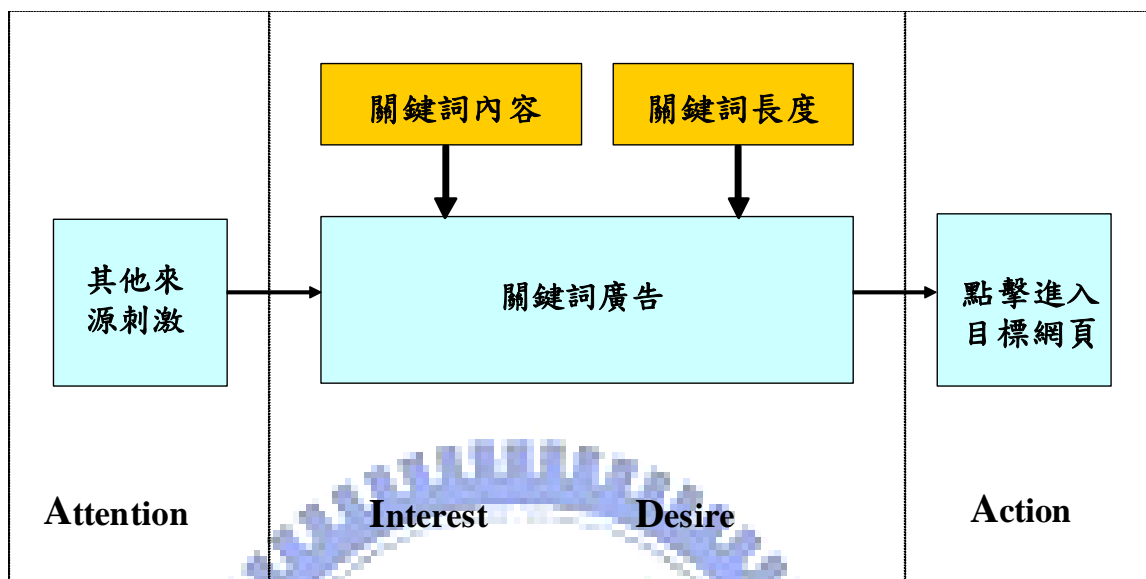 關鍵詞內容
關鍵詞長度
其他來
源刺激
關鍵詞廣告
點擊進入
目標網頁
Attention
Interest
Desire
Action